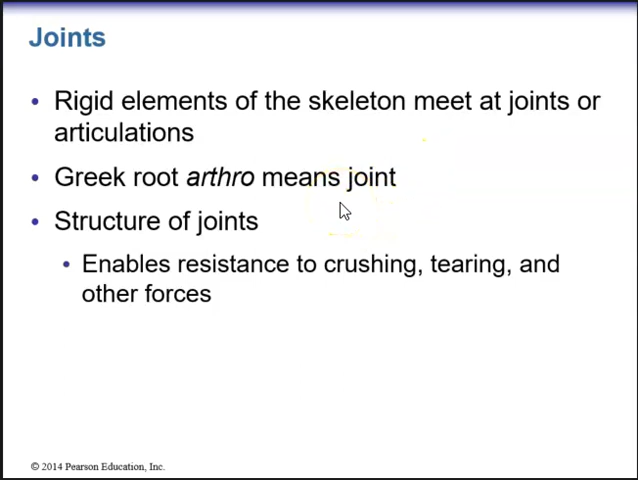 Joints
• Rigid elements of the skeleton meet at joints or
articulations
• Greek root arthro means joint
• Structure of joints
• Enables resistance to crushing, tearing, and
other forces
© 2014 Pearson Education, Inc.